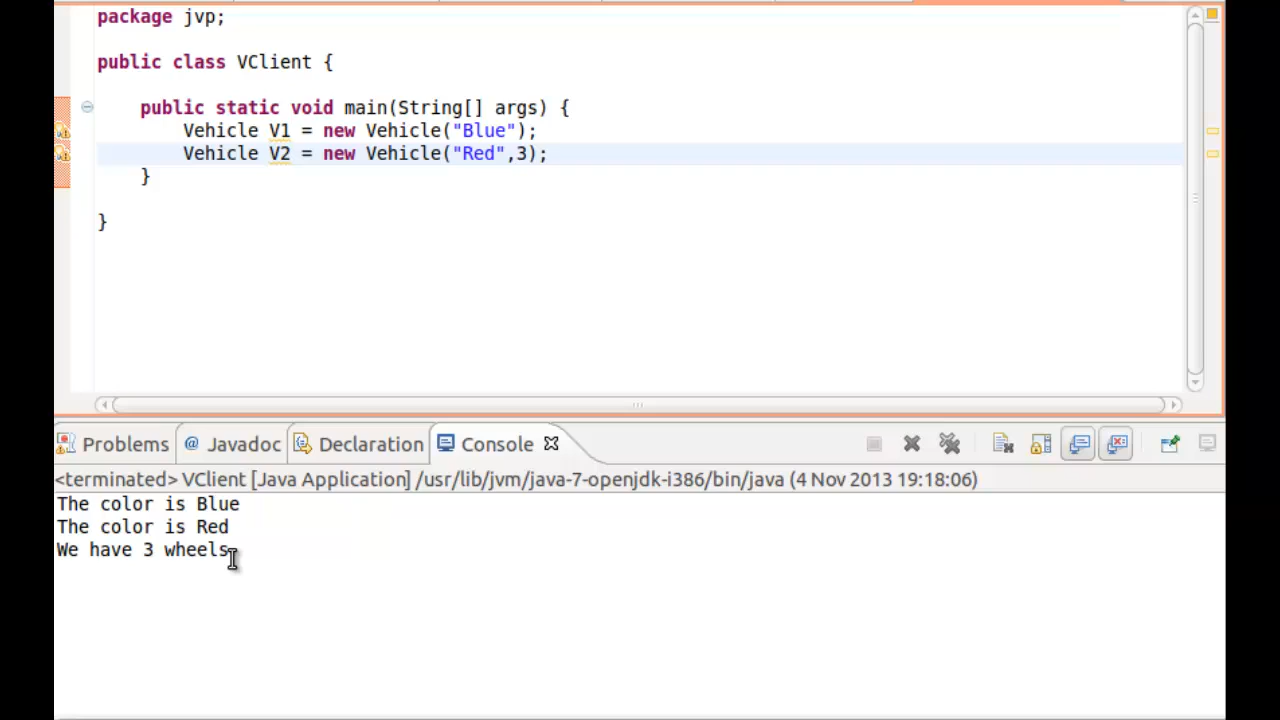 package jvp;
public class VClient {
public static void main(String[] args) {
Vehicle V1 = new Vehicle("Blue");
Vehicle V2 = new Vehicle("Red",3);
}
}
Problems @ Javadoc Declaration Console
<terminated> VClient [Java Application] /usr/lib/jvm/java-7-openjdk-i386/bin/java (4 Nov 2013 19:18:06)
The color is Blue
The color is Red
We have 3 wheels